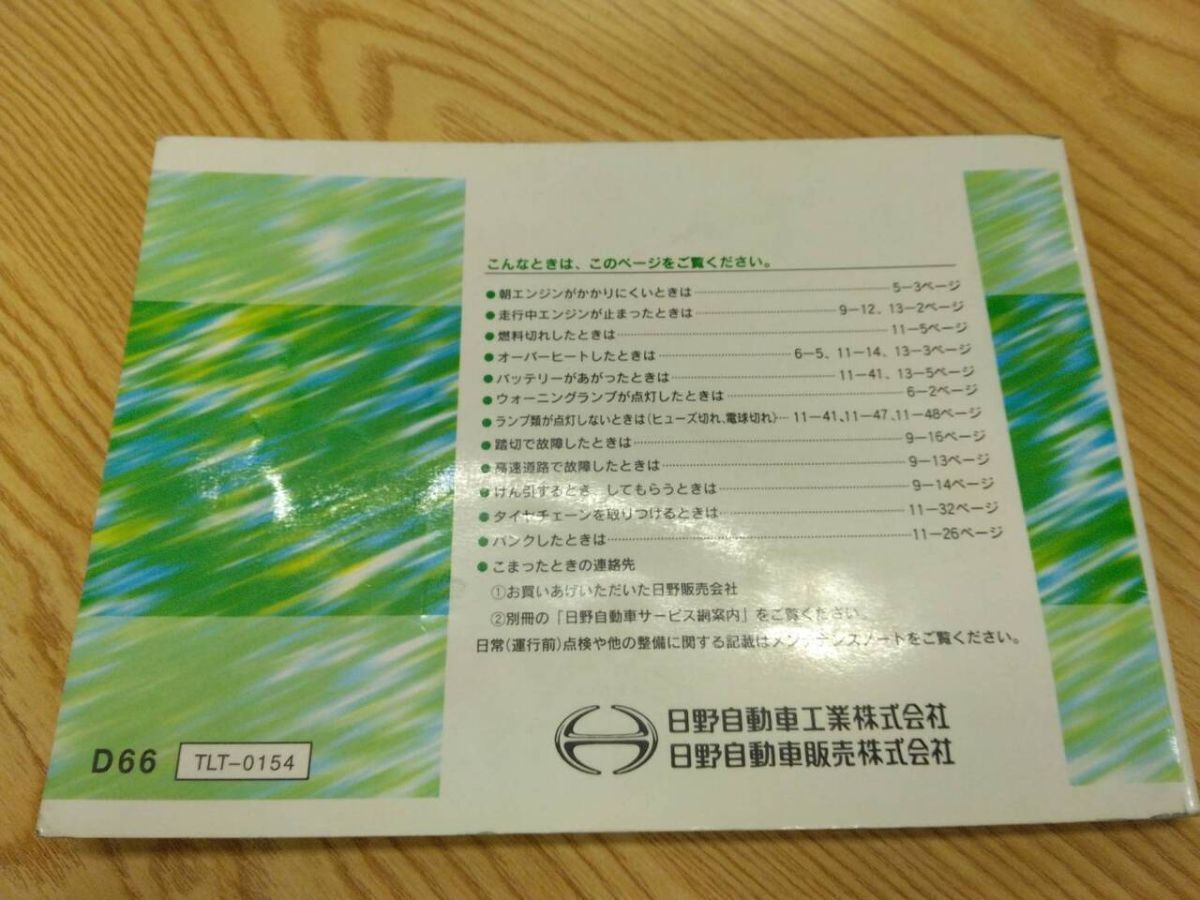 こんなときは、このページをご覧ください。
●朝エンジンがかかりにくいときは 5−3ページ
●走行中エンジンが止まったときは 9−12、13−2ページ
●燃料切れしたときは 11−5ページ
●オーバーヒートしたときは 6−5、11−14、13−3ページ
●バッテリーがあがったときは 11−41、13−5ページ
●ウォーニングランプが点灯したときは 6−2ページ
●ランプ類が点灯しないときは(ヒューズ切れ、電球切れ) 11−41、11−47、11−48ページ
●踏切で故障したときは 9−16ページ
●高速道路で故障したときは 9−13ページ
●けん引するとき、してもらうときは 9−14ページ
●タイヤチェーンを取りつけるときは 11−32ページ
●パンクしたときは 11−26ページ
●こまったときの連絡先
①お買いあげいただいた日野販売会社
②別冊の「日野自動車サービス網案内」をご覧ください。
日常(運行前)点検や他の整備に関する記載はメンテナンスノートをご覧ください。
日野自動車工業株式会社
日野自動車販売株式会社
D66 TLT−0154